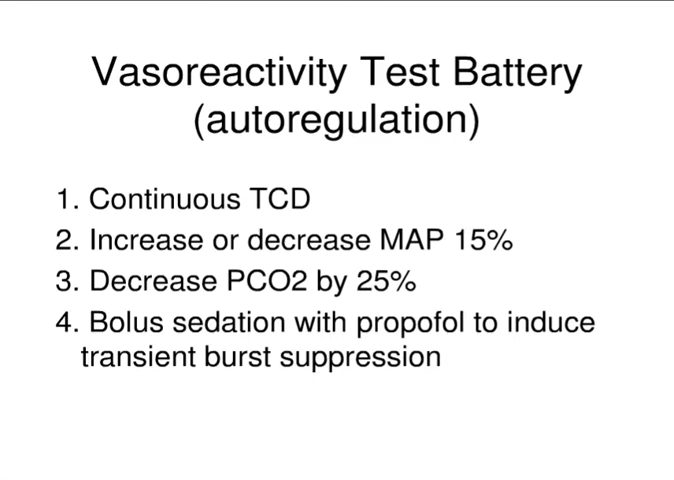 Vasoreactivity Test Battery
(autoregulation)
1. Continuous TCD
2. Increase or decrease MAP 15%
3. Decrease PCO2 by 25%
4. Bolus sedation with propofol to induce
transient burst suppression